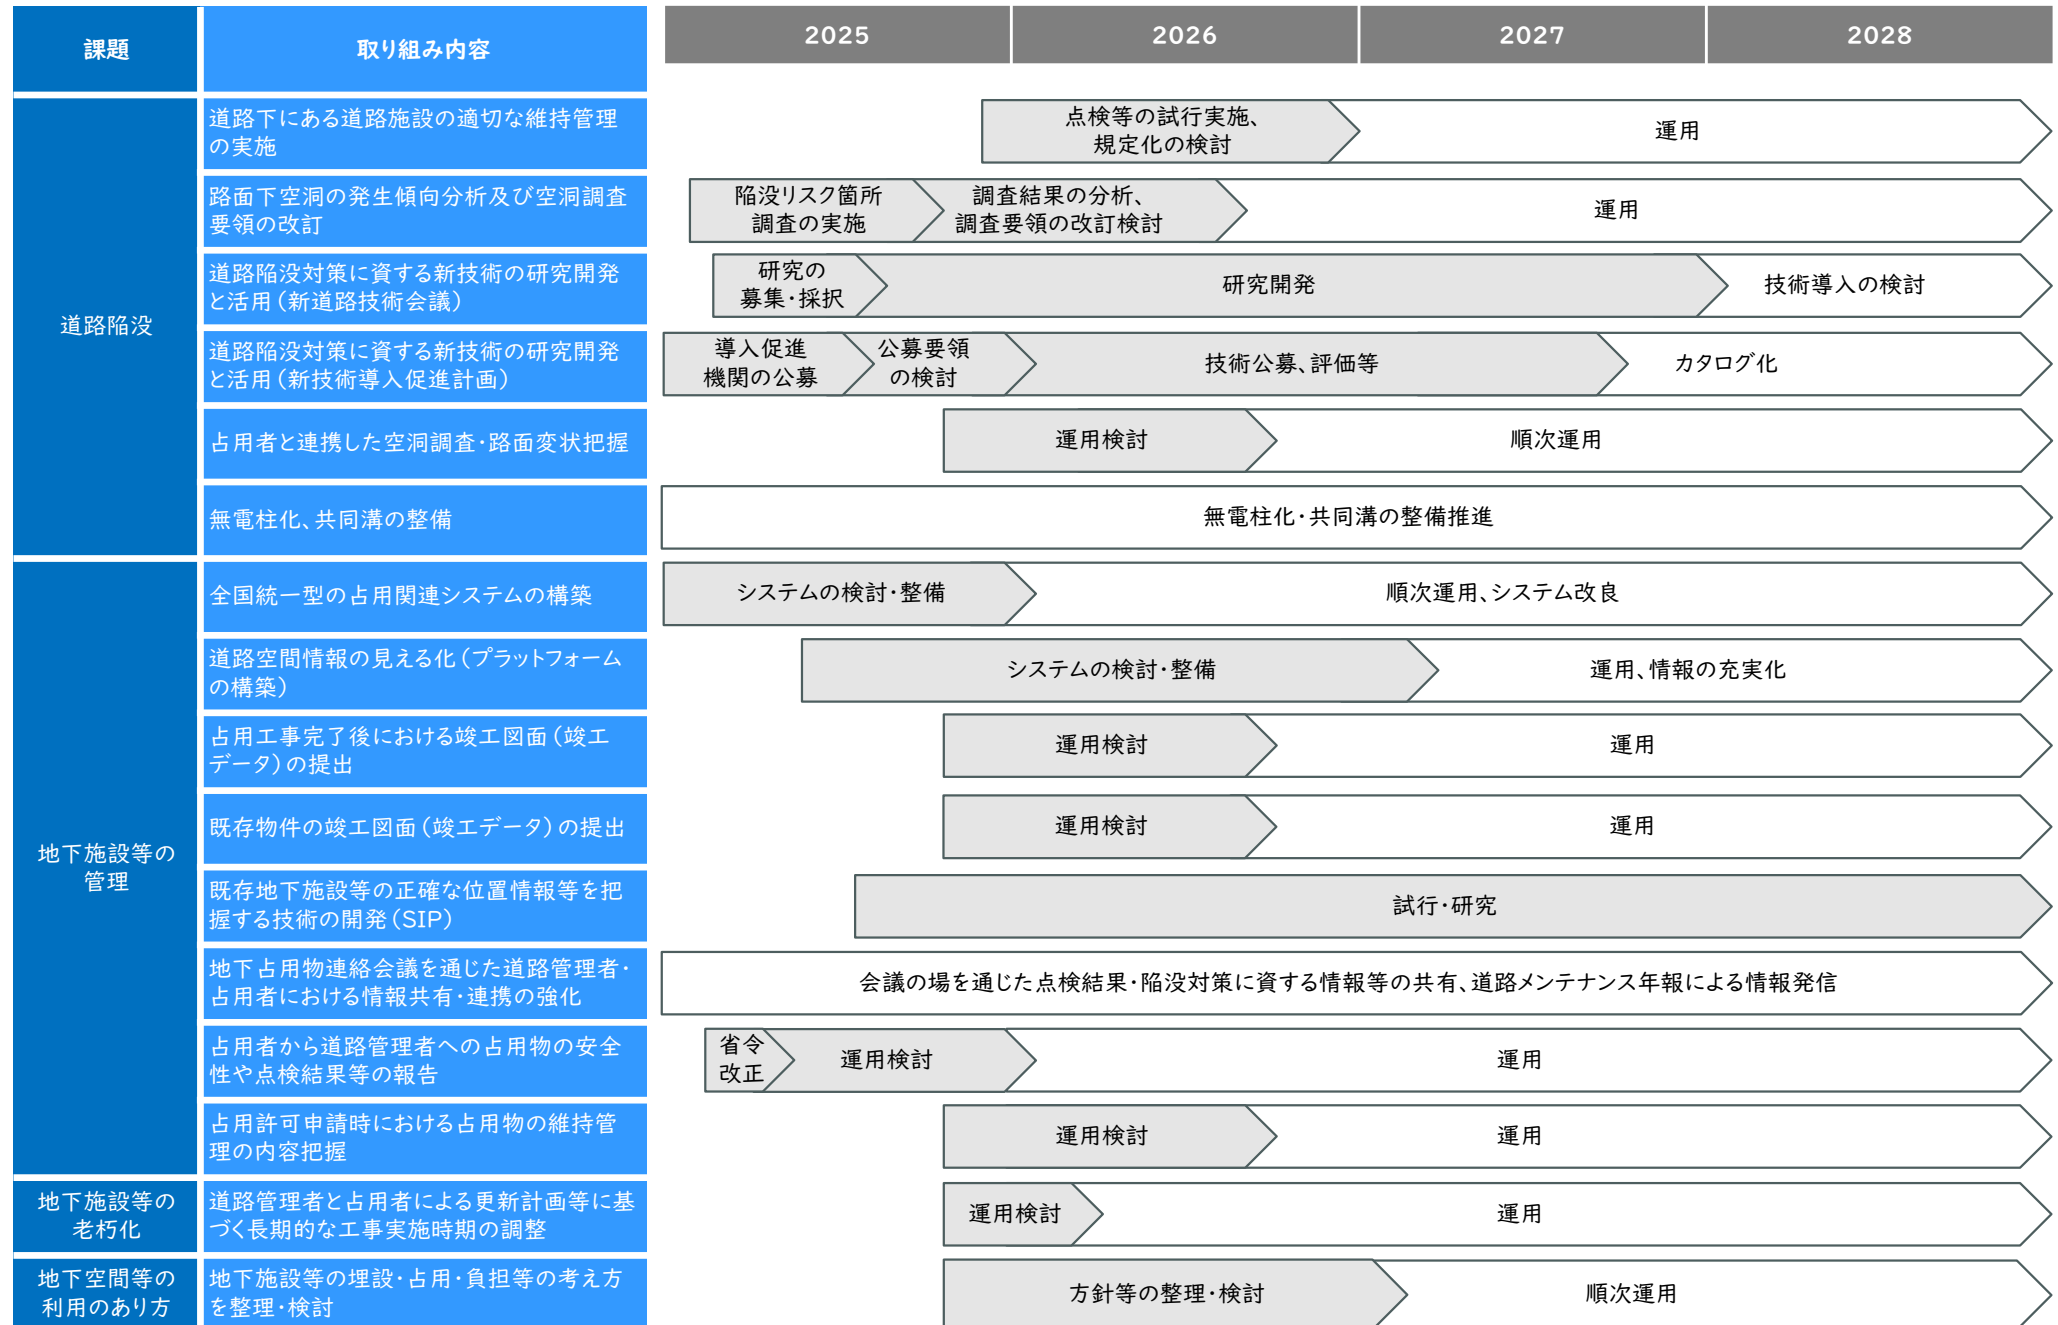 課題
取り組み内容
2025
2026
2027
2028
道路陥没
道路下にある道路施設の適切な維持管理
の実施
点検等の試行実施、
規定化の検討
運用
路面下空洞の発生傾向分析及び空洞調査
要領の改訂
陥没リスク箇所
調査の実施
調査結果の分析、
調査要領の改訂検討
運用
道路陥没対策に資する新技術の研究開発
と活用（新道路技術会議）
研究の
募集・採択
研究開発
技術導入の検討
道路陥没対策に資する新技術の研究開発
と活用（新技術導入促進計画）
導入促進
機関の公募
公募要領
の検討
技術公募、評価等
カタログ化
占用者と連携した空洞調査・路面変状把握
運用検討
順次運用
無電柱化、共同溝の整備
無電柱化・共同溝の整備推進
地下施設等の
管理
全国統一型の占用関連システムの構築
システムの検討・整備
順次運用、システム改良
道路空間情報の見える化（プラットフォーム
の構築）
システムの検討・整備
運用、情報の充実化
占用工事完了後における竣工図面（竣工
データ）の提出
運用検討
運用
既存物件の竣工図面（竣工データ）の提出
運用検討
運用
既存地下施設等の正確な位置情報等を把
握する技術の開発（SIP）
試行・研究
地下占用物連絡会議を通じた道路管理者・
占用者における情報共有・連携の強化
会議の場を通じた点検結果・陥没対策に資する情報等の共有、道路メンテナンス年報による情報発信
占用者から道路管理者への占用物の安全
性や点検結果等の報告
省令
改正
運用検討
運用
占用許可申請時における占用物の維持管
理の内容把握
運用検討
運用
地下施設等の
老朽化
道路管理者と占用者による更新計画等に基
づく長期的な工事実施時期の調整
運用検討
運用
地下空間等の
利用のあり方
地下施設等の埋設・占用・負担等の考え方
を整理・検討
方針等の整理・検討
順次運用